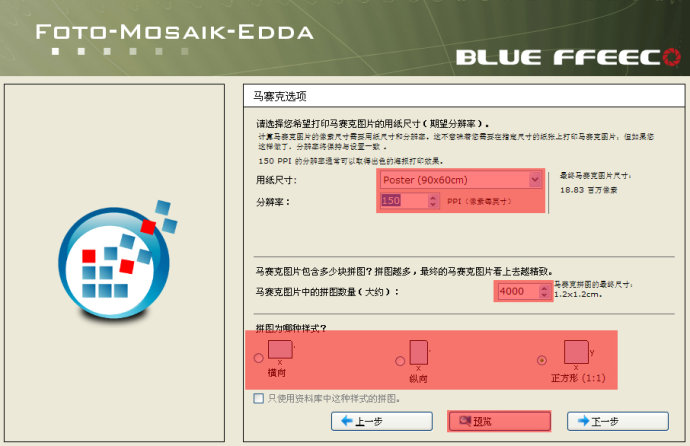 FOTO-MOSAIK-EDDA
BLUE FFEECO
马赛克选项
请选择您希望打印马赛克图片的用纸尺寸(期望分辨率)。
计算马赛克图片的像素尺寸需要用纸尺寸和分辨率。这不意味着您需要在指定尺寸的纸张上打印马赛克图片，但如果您
这样做了，分辨率将保持与设置一致。
150 PPI 的分辨率通常可以取得出色的海报打印效果。
用纸尺寸: Poster (90x60cm) 最终马赛克图片尺寸:
18.83 百万像素
分辨率: 150 PPI (像素每英寸)
马赛克图片包含多少块拼图？拼图越多，最终的马赛克图片看上去越精致。
马赛克图片中的拼图数量(大约): 4000 马赛克拼图的最终尺寸:
1.2x1.2cm。
拼图为哪种样式？
x x x y
横向 纵向 正方形 (1:1)
只使用资料库中这种样式的拼图。
上一步 预览 下一步